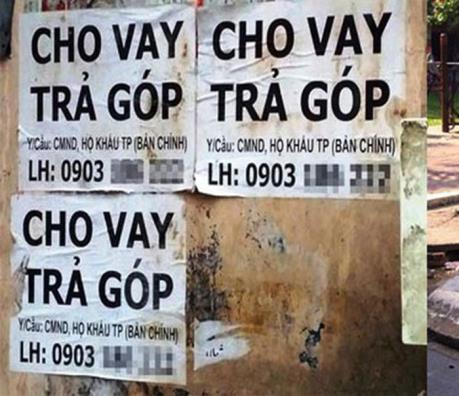 CHO VAY
TRẢ GÓP
Y/Cầu: CMND, HỘ KHẨU TP (BẢN CHÍNH)
LH: 0903
CHO VAY
TRẢ GÓP
Y/Cầu: CMND, HỘ KHẨU TP (BẢN CHÍNH)
LH: 0903
CHO VAY
TRẢ GÓP
Y/Cầu: CMND, HỘ KHẨU TP (BẢN CHÍNH)
LH: 0903